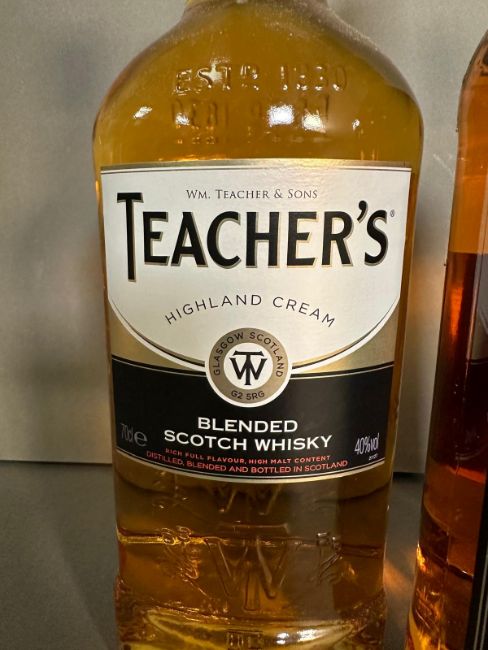 ESTD 1830
WM. TEACHER & SONS
TEACHER'S®
HIGHLAND CREAM
GLASGOW SCOTLAND
G2 5RG
BLENDED
SCOTCH WHISKY
70cl e
40%vol
RICH FULL FLAVOUR, HIGH MALT CONTENT
DISTILLED, BLENDED AND BOTTLED IN SCOTLAND